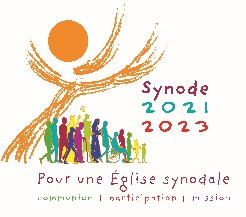 Synode
2021
2023
Pour une Église synodale
communion | participation | mission